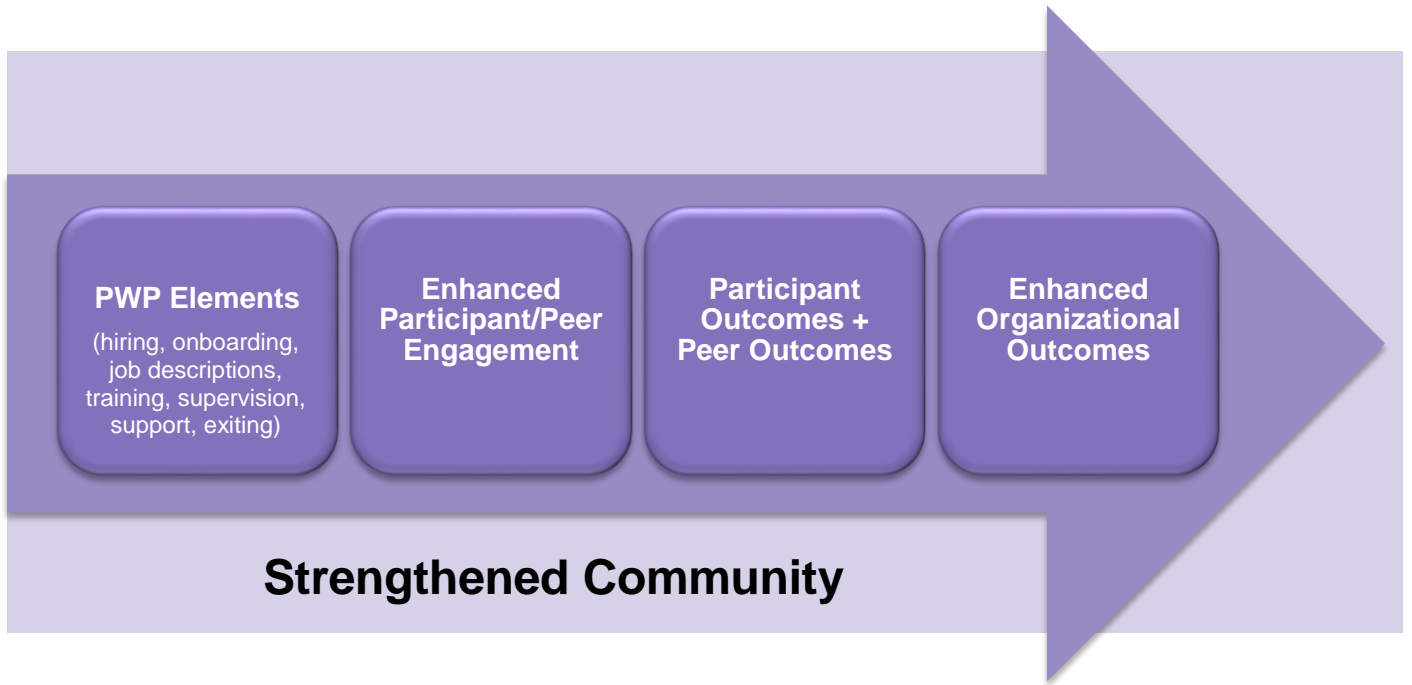 PWP Elements
(hiring, onboarding,
job descriptions,
training, supervision,
support, exiting)
Enhanced
Participant/Peer
Engagement
Participant
Outcomes +
Peer Outcomes
Enhanced
Organizational
Outcomes
Strengthened Community